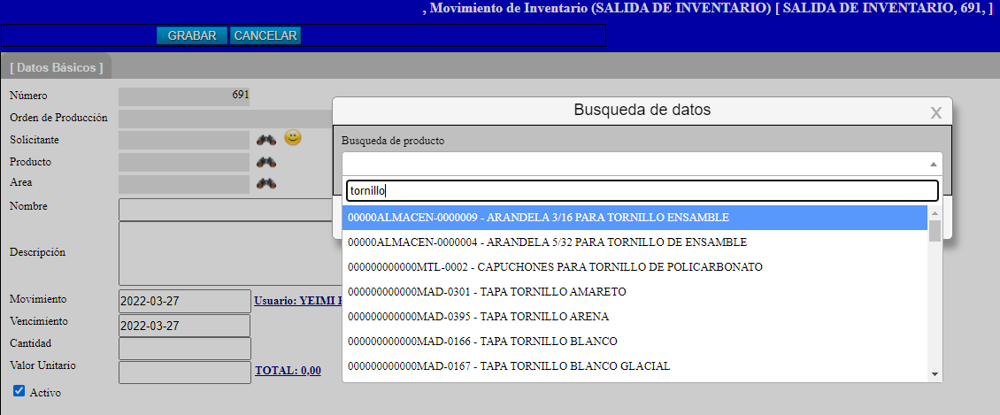 , Movimiento de Inventario (SALIDA DE INVENTARIO) [ SALIDA DE INVENTARIO, 691, ]
GRABAR CANCELAR
[ Datos Básicos ]
Número 691
Orden de Producción
Solicitante
Producto
Area
Nombre
Descripción
Movimiento 2022-03-27 Usuario: YEIMI
Vencimiento 2022-03-27
Cantidad
Valor Unitario TOTAL: 0,00
Activo
Busqueda de datos X
Busqueda de producto
tornillo
00000ALMACEN-0000009 - ARANDELA 3/16 PARA TORNILLO ENSAMBLE
00000ALMACEN-0000004 - ARANDELA 5/32 PARA TORNILLO DE ENSAMBLE
000000000000MTL-0002 - CAPUCHONES PARA TORNILLO DE POLICARBONATO
000000000000MAD-0301 - TAPA TORNILLO AMARETO
000000000000MAD-0395 - TAPA TORNILLO ARENA
000000000000MAD-0166 - TAPA TORNILLO BLANCO
000000000000MAD-0167 - TAPA TORNILLO BLANCO GLACIAL